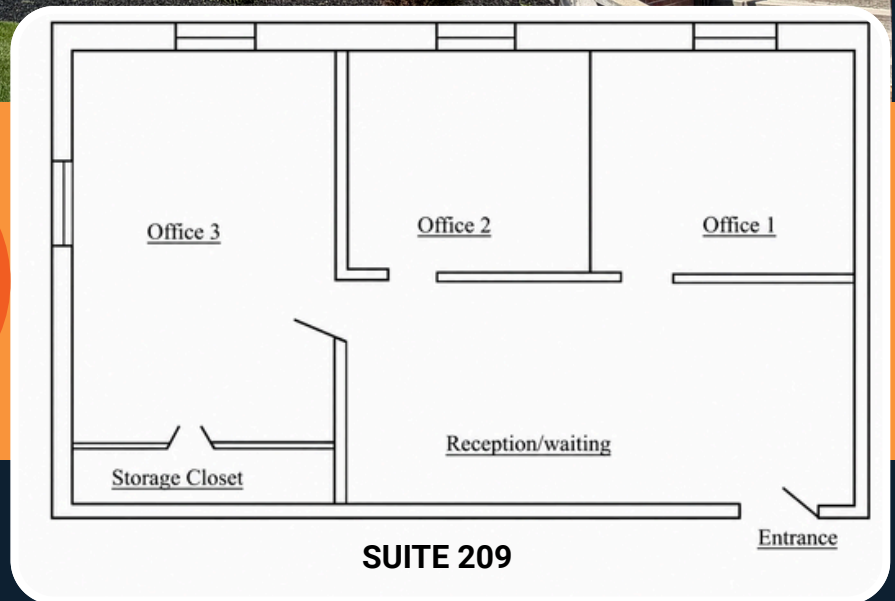 Office 3
Office 2
Office 1
Reception/waiting
Storage Closet
Entrance
SUITE 209